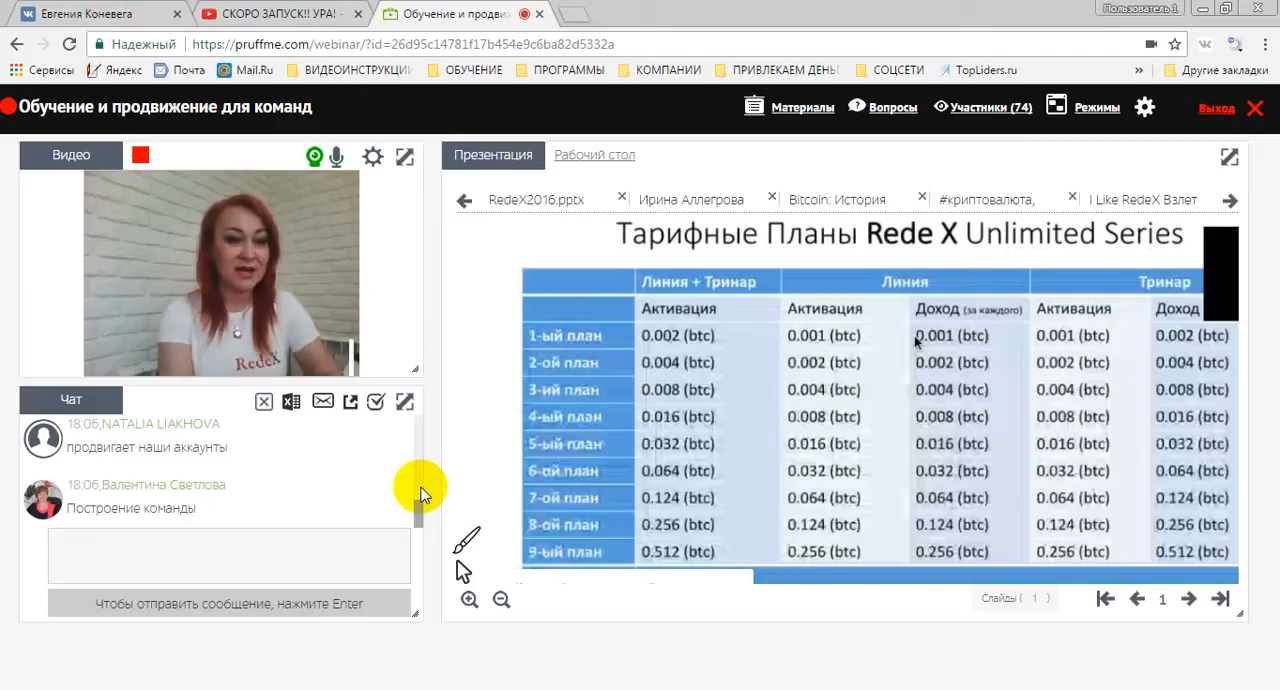 Евгения Коневега
СКОРО ЗАПУСК!! УРА! -
Обучение и продвиже
Пользователь 1
Надежный
https://pruffme.com/webinar/?id=26d95c14781f17b454e9c6ba82d5332a
Сервисы Яндекс Почта Mail.Ru ВИДЕОИНСТРУКЦИИ ОБУЧЕНИЕ ПРОГРАММЫ КОМПАНИИ ПРИВЛЕКАЕМ ДЕНЬГ СОЦСЕТИ TopLiders.ru » Другие закладки
Обучение и продвижение для команд
Материалы Вопросы Участники (74) Режимы Выход
Видео
RedeX
Чат
18:06,NATALIA LIAKHOVA
продвигает наши аккаунты
18:06,Валентина Светлова
Построение команды
Чтобы отправить сообщение, нажмите Enter
Презентация Рабочий стол
RedeX2016.pptx Ирина Аллегрова Bitcoin: История #криптовалюта, I Like RedeX Взлет
Тарифные Планы Rede X Unlimited Series
Линия + Тринар Линия Тринар
Активация Активация Доход (за каждого) Активация Доход
1-ый план 0.002 (btc) 0.001 (btc) 0.001 (btc) 0.001 (btc) 0.002 (btc)
2-ой план 0.004 (btc) 0.002 (btc) 0.002 (btc) 0.002 (btc) 0.004 (btc)
3-ий план 0.008 (btc) 0.004 (btc) 0.004 (btc) 0.004 (btc) 0.008 (btc)
4-ый план 0.016 (btc) 0.008 (btc) 0.008 (btc) 0.008 (btc) 0.016 (btc)
5-ый план 0.032 (btc) 0.016 (btc) 0.016 (btc) 0.016 (btc) 0.032 (btc)
6-ой план 0.064 (btc) 0.032 (btc) 0.032 (btc) 0.032 (btc) 0.064 (btc)
7-ой план 0.124 (btc) 0.064 (btc) 0.064 (btc) 0.064 (btc) 0.124 (btc)
8-ой план 0.256 (btc) 0.124 (btc) 0.124 (btc) 0.124 (btc) 0.256 (btc)
9-ый план 0.512 (btc) 0.256 (btc) 0.256 (btc) 0.256 (btc) 0.512 (btc)
Слайды ( 1 )
1